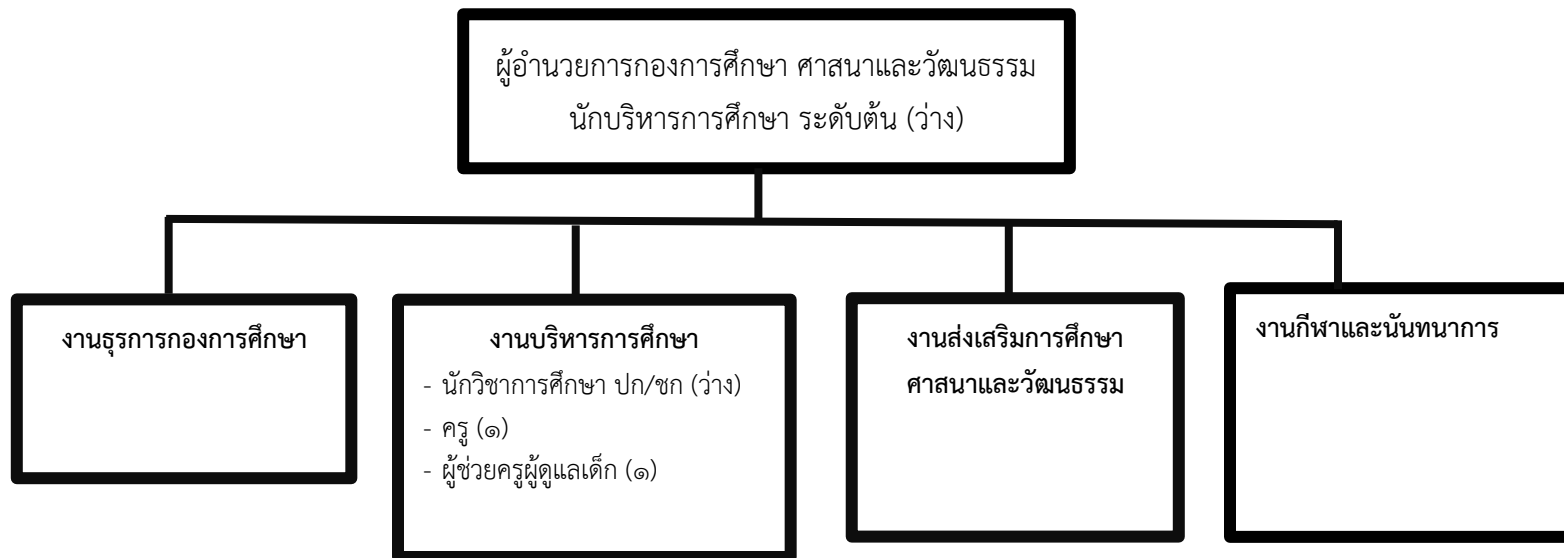 ผู้อำนวยการกองการศึกษา ศาสนาและวัฒนธรรม
นักบริหารการศึกษา ระดับต้น (ว่าง)
งานธุรการกองการศึกษา
งานบริหารการศึกษา
- นักวิชาการศึกษา ปก/ชก (ว่าง)
- ครู (๑)
- ผู้ช่วยครูผู้ดูแลเด็ก (๑)
งานส่งเสริมการศึกษา
ศาสนาและวัฒนธรรม
งานกีฬาและนันทนาการ